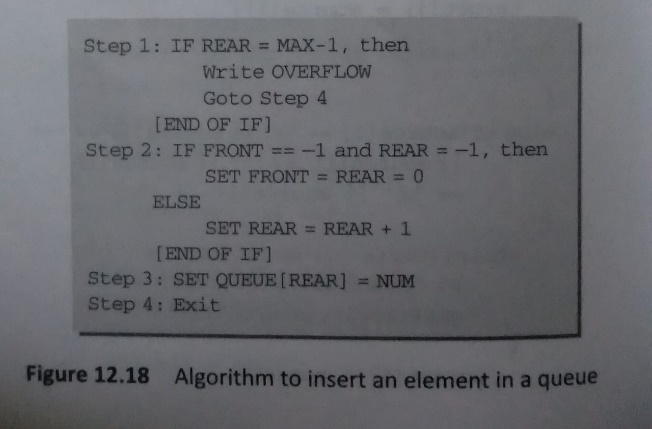 Step 1: IF REAR = MAX-1, then
Write OVERFLOW
Goto Step 4
[END OF IF]
Step 2: IF FRONT == -1 and REAR = -1, then
SET FRONT = REAR = 0
ELSE
SET REAR = REAR + 1
[END OF IF]
Step 3: SET QUEUE[REAR] = NUM
Step 4: Exit
Figure 12.18 Algorithm to insert an element in a queue